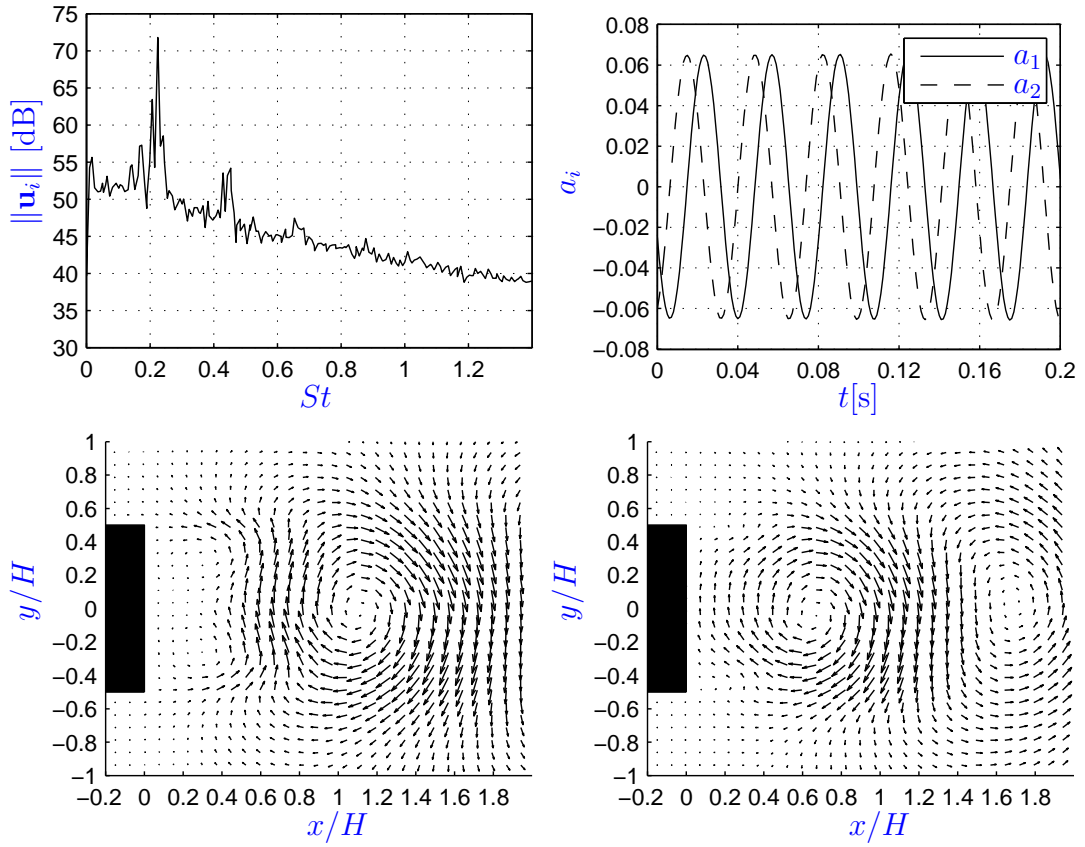 75
70
65
60
55
50
45
40
35
30
||𝐮ᵢ|| [dB]
0 0.2 0.4 0.6 0.8 1 1.2
St
0.08
0.06
0.04
0.02
0
−0.02
−0.04
−0.06
−0.08
aᵢ
a₁
a₂
0 0.04 0.08 0.12 0.16 0.2
t[s]
1
0.8
0.6
0.4
0.2
0
−0.2
−0.4
−0.6
−0.8
−1
y/H
−0.2 0 0.2 0.4 0.6 0.8 1 1.2 1.4 1.6 1.8
x/H
1
0.8
0.6
0.4
0.2
0
−0.2
−0.4
−0.6
−0.8
−1
y/H
−0.2 0 0.2 0.4 0.6 0.8 1 1.2 1.4 1.6 1.8
x/H